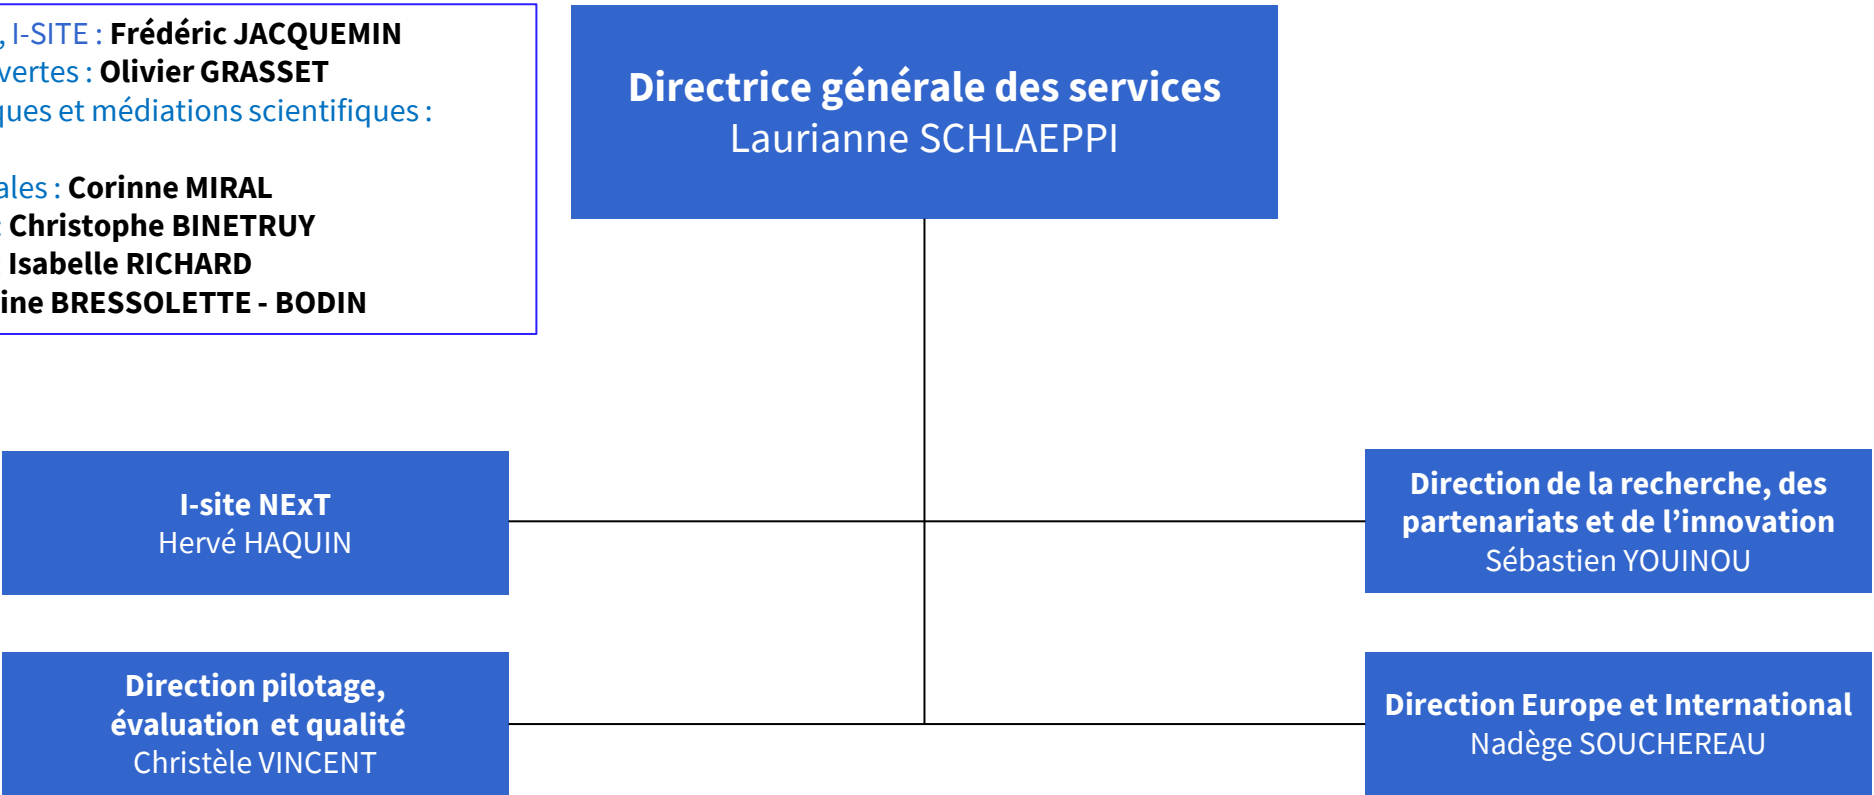 , I-SITE : Frédéric JACQUEMIN
vertes : Olivier GRASSET
ques et médiations scientifiques :
ales : Corinne MIRAL
: Christophe BINETRUY
Isabelle RICHARD
ine BRESSOLETTE - BODIN
Directrice générale des services
Laurianne SCHLAEPPI
I-site NExT
Hervé HAQUIN
Direction de la recherche, des
partenariats et de l’innovation
Sébastien YOUINOU
Direction pilotage,
évaluation et qualité
Christèle VINCENT
Direction Europe et International
Nadège SOUCHEREAU